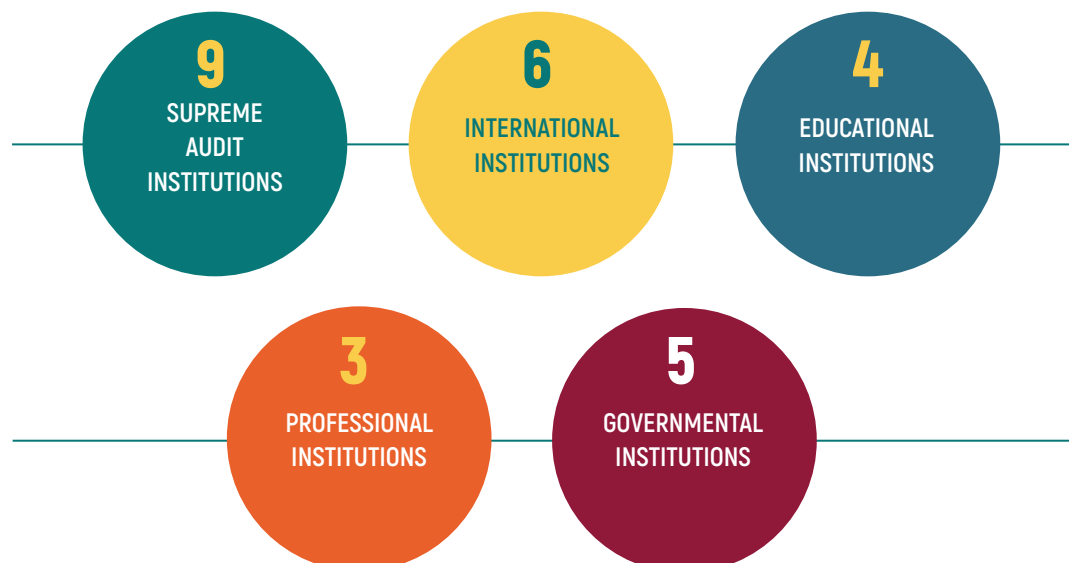 9
SUPREME
AUDIT
INSTITUTIONS
6
INTERNATIONAL
INSTITUTIONS
4
EDUCATIONAL
INSTITUTIONS
3
PROFESSIONAL
INSTITUTIONS
5
GOVERNMENTAL
INSTITUTIONS